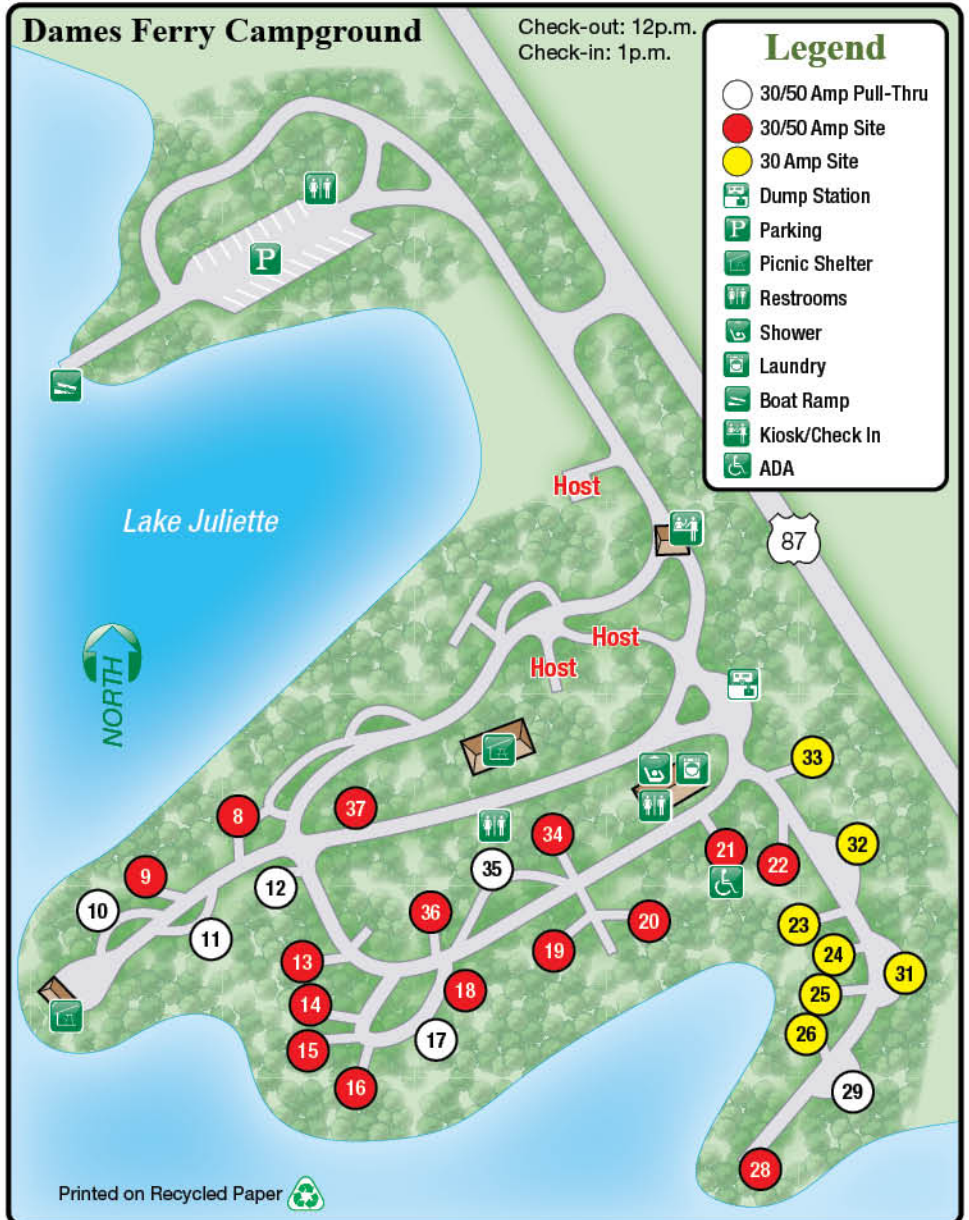 Dames Ferry Campground
Check-out: 12p.m.
Check-in: 1p.m.
Legend
30/50 Amp Pull-Thru
30/50 Amp Site
30 Amp Site
Dump Station
P Parking
Picnic Shelter
Restrooms
Shower
Laundry
Boat Ramp
Kiosk/Check In
ADA
P
Host
Lake Juliette
87
NORTH
Host
Host
33
37
8
34
32
21
22
9
35
12
10
36
20
23
11
19
24
13
31
18
25
14
26
17
15
16
29
28
Printed on Recycled Paper